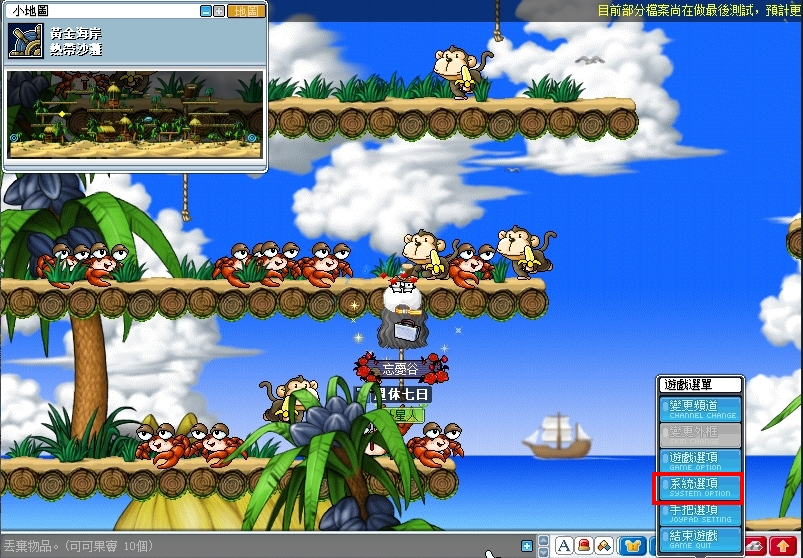 小地圖
地圖
黃金海岸
熱帶沙灘
目前部分檔案尚在做最後測試，預計更
忘憂谷
休七日
星人
遊戲選單
變更頻道
CHANNEL CHANGE
變更外框
遊戲選項
GAME OPTION
系統選項
SYSTEM OPTION
手把選項
JOYPAD SETTING
結束遊戲
GAME QUIT
丟棄物品。(可可果實 10個)
A